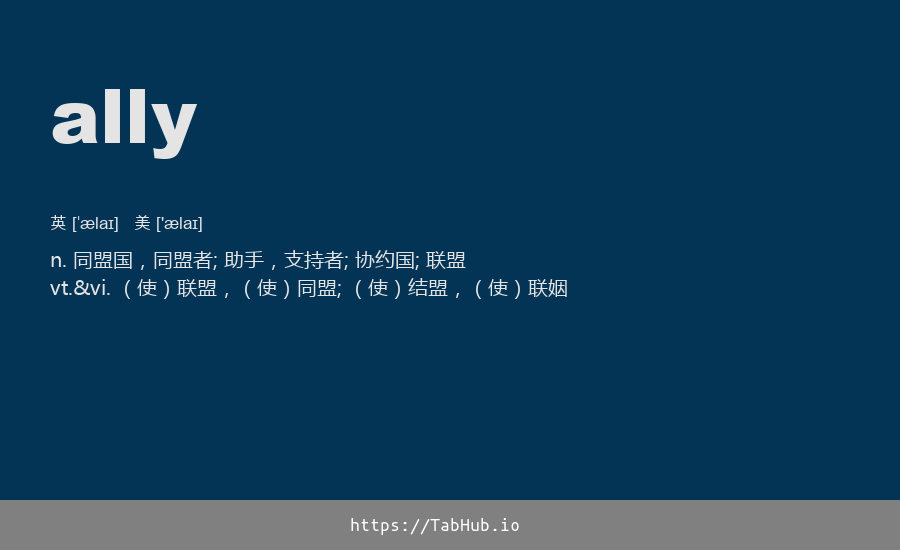 ally
英 [ˈælaɪ] 美 ['ælaɪ]
n. 同盟国，同盟者; 助手，支持者; 协约国; 联盟
vt.&vi. （使）联盟，（使）同盟; （使）结盟，（使）联姻
https://TabHub.io